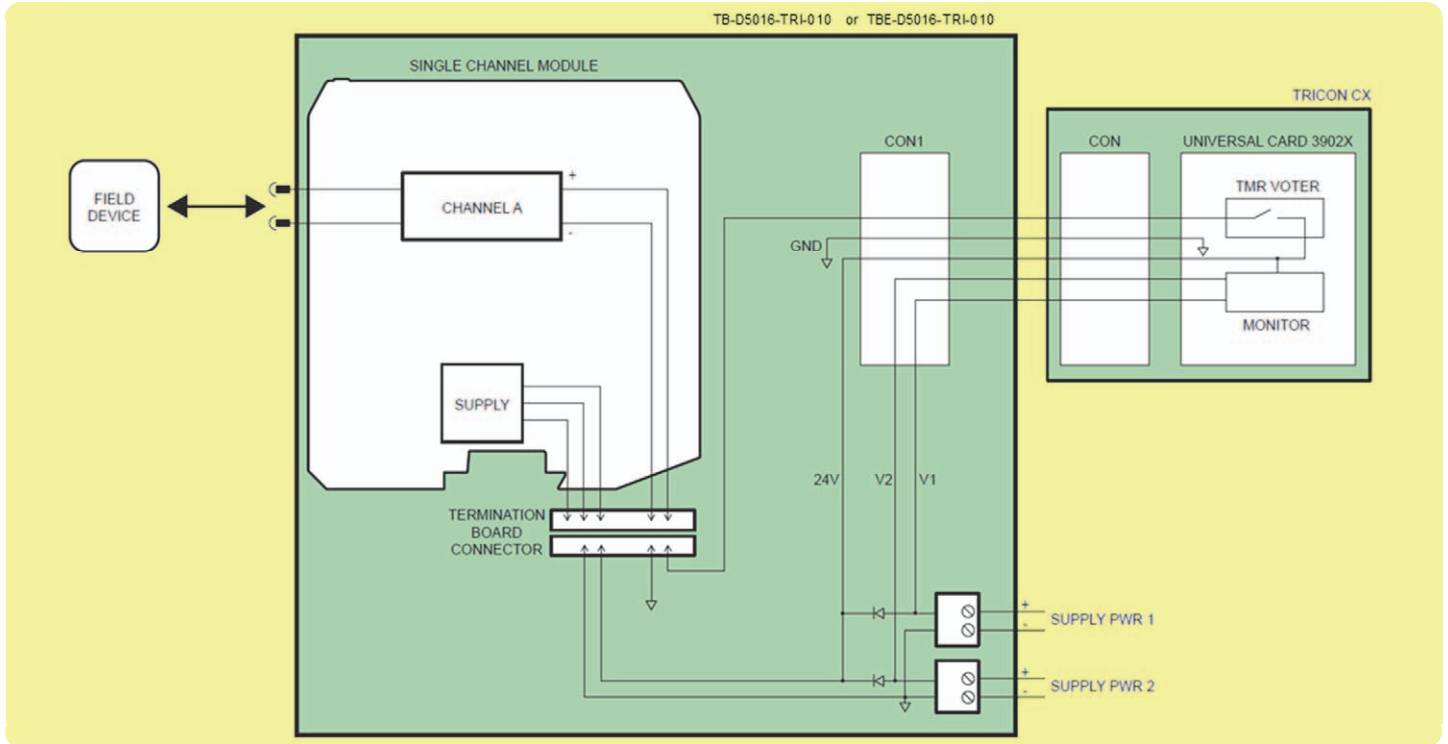 TB-D5016-TRI-010 or TBE-D5016-TRI-010
SINGLE CHANNEL MODULE
TRICON CX
CON1
CON
UNIVERSAL CARD 3902X
FIELD
DEVICE
CHANNEL A
+
-
TMR VOTER
GND
MONITOR
SUPPLY
24V
V2
V1
TERMINATION
BOARD
CONNECTOR
+
-
SUPPLY PWR 1
+
-
SUPPLY PWR 2